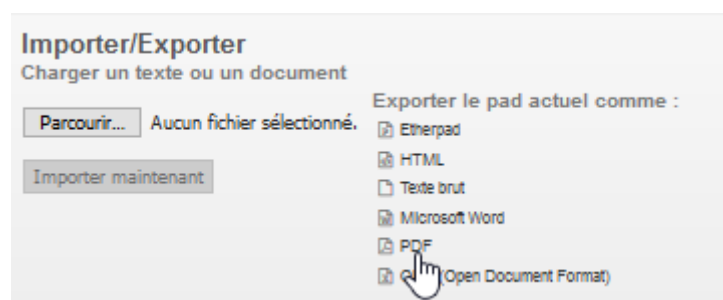 Importer/Exporter
Charger un texte ou un document
Parcourir... Aucun fichier sélectionné.
Importer maintenant
Exporter le pad actuel comme :
Etherpad
HTML
Texte brut
Microsoft Word
PDF
(Open Document Format)